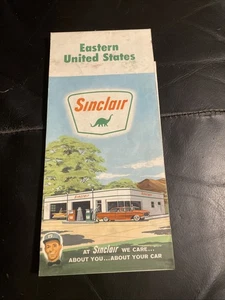 Eastern
United States
Sinclair
AT Sinclair WE CARE...
ABOUT YOU...ABOUT YOUR CAR